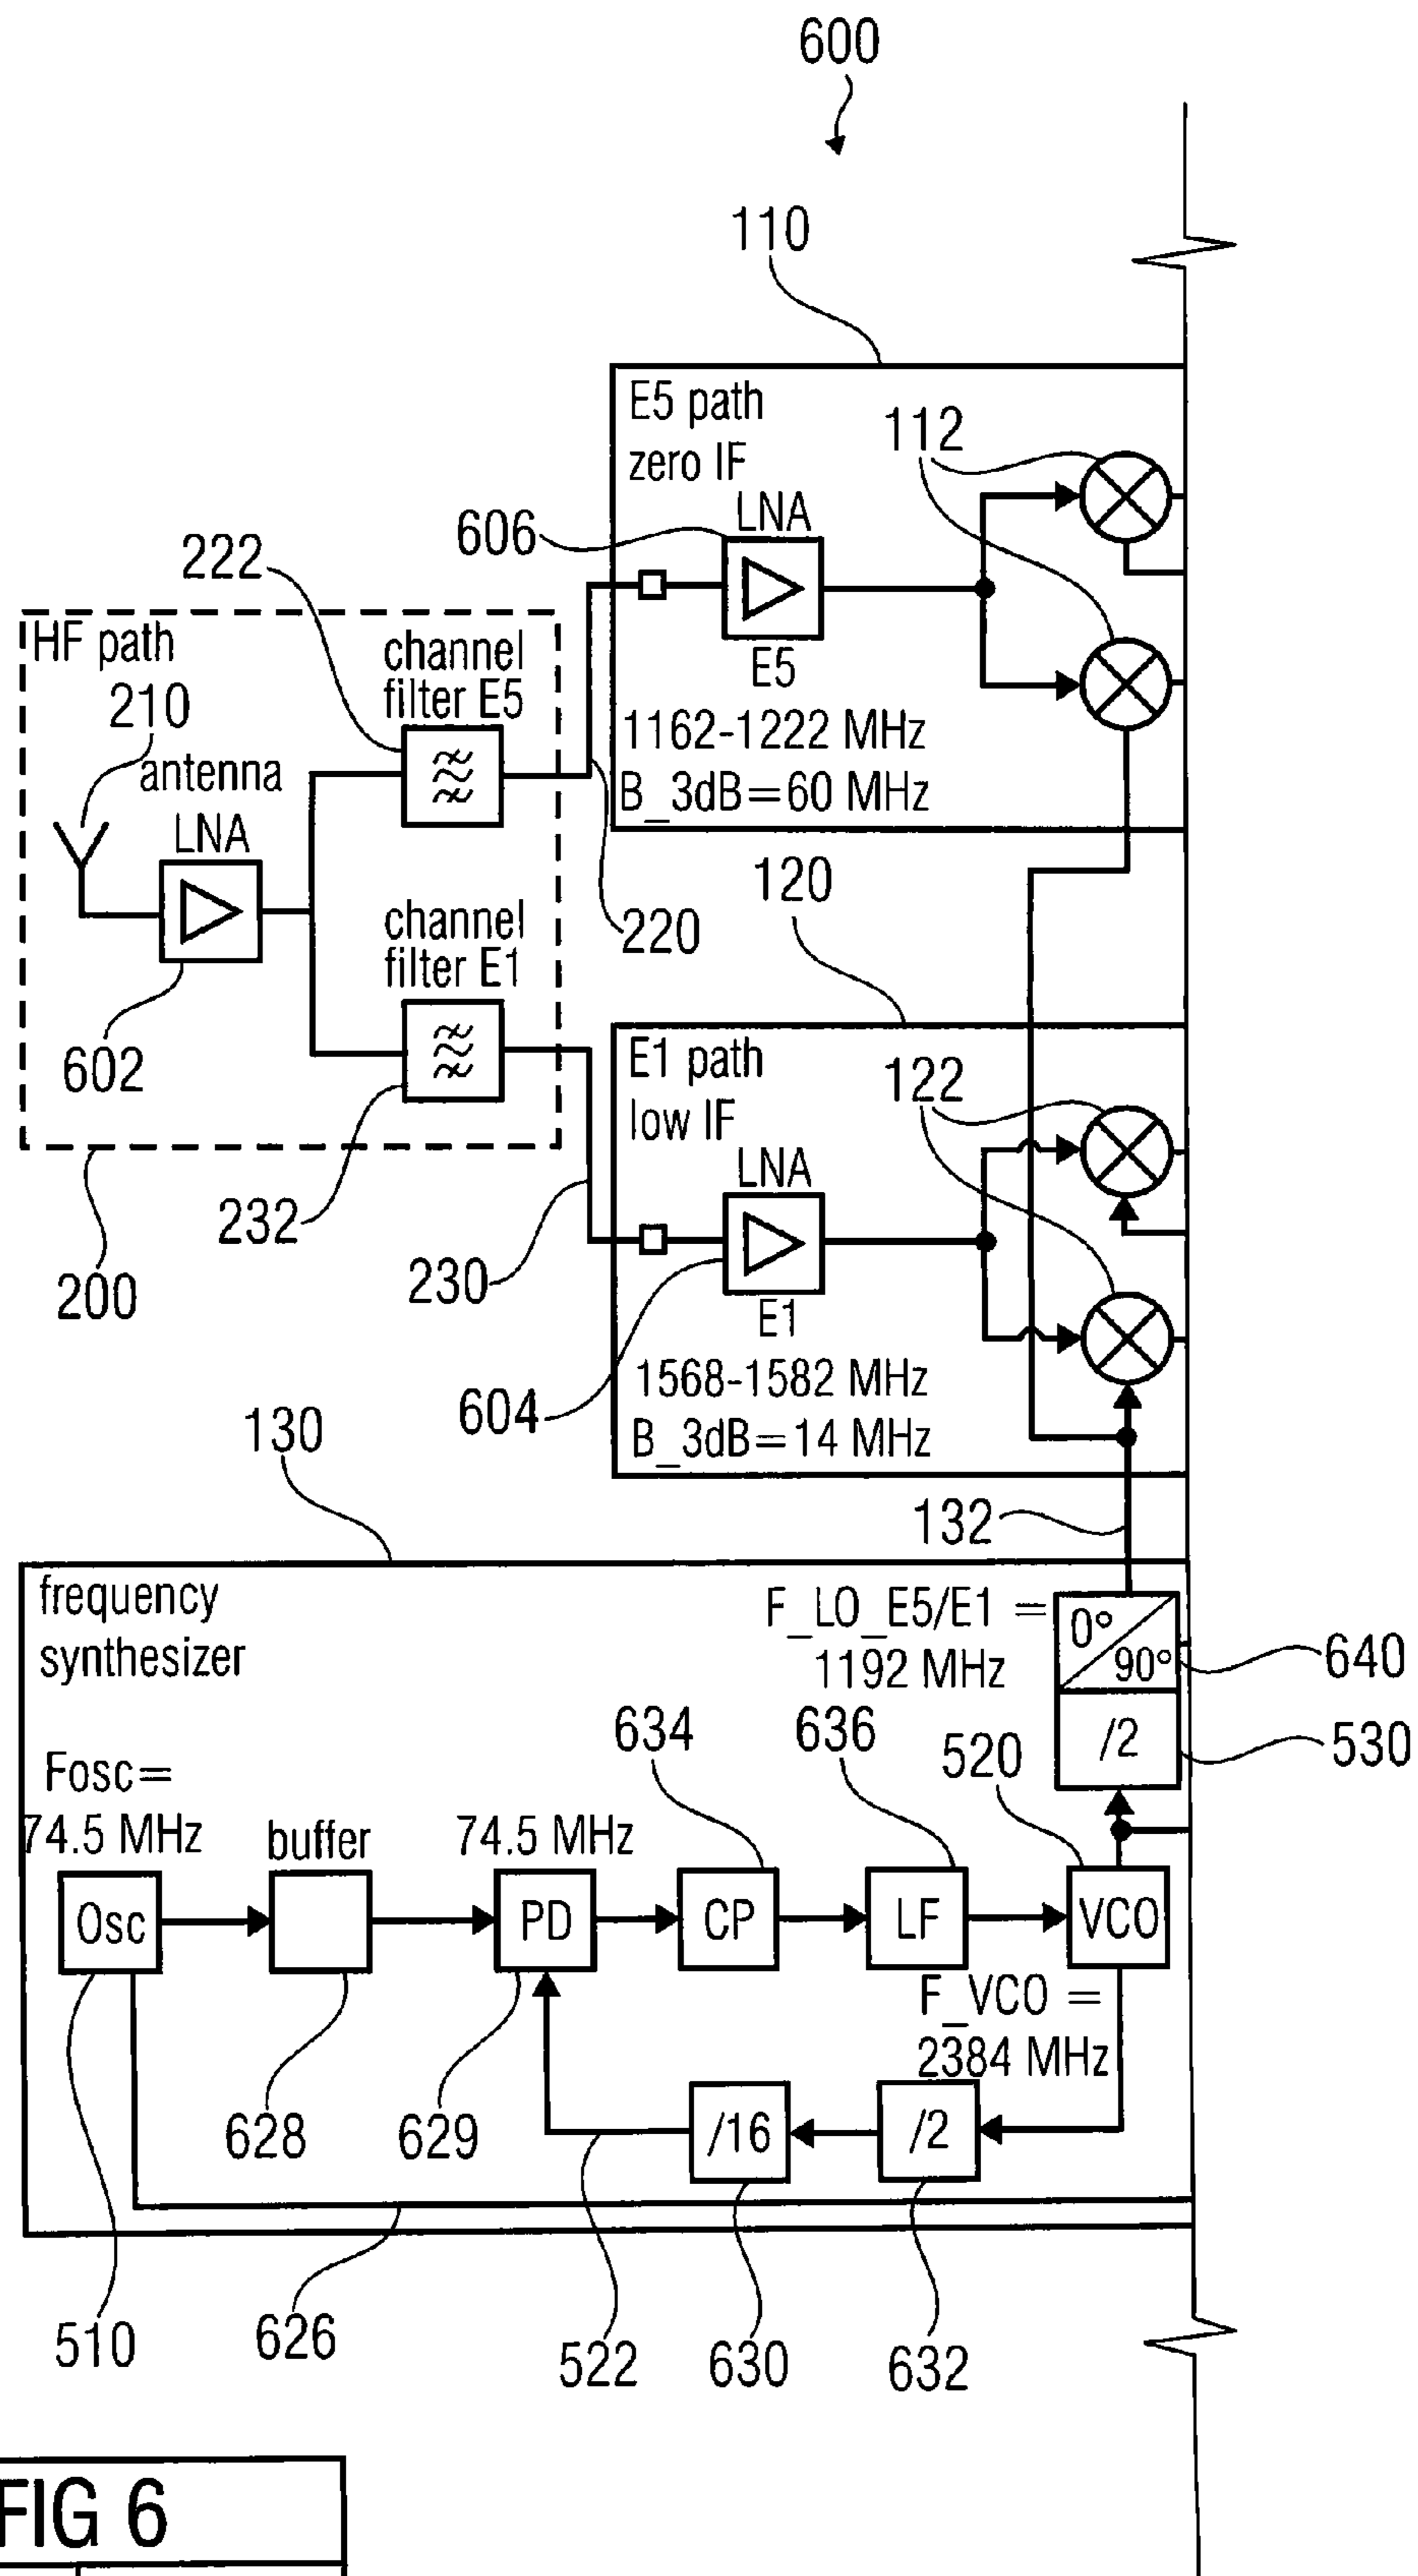 600
110
E5 path
zero IF
112
LNA
606
222
E5
HF path
210
antenna
LNA
channel
filter E5
1162-1222 MHz
B_3dB=60 MHz
120
220
channel
filter E1
602
E1 path
low IF
122
LNA
232
200
230
E1
1568-1582 MHz
604
B_3dB=14 MHz
130
132
frequency
synthesizer
F_LO_E5/E1 =
1192 MHz
0°
90°
640
/2
530
634
636
520
Fosc=
74.5 MHz
buffer
74.5 MHz
Osc
PD
CP
LF
VCO
F_VCO =
2384 MHz
628
629
/16
/2
510
626
522
630
632
FIG 6